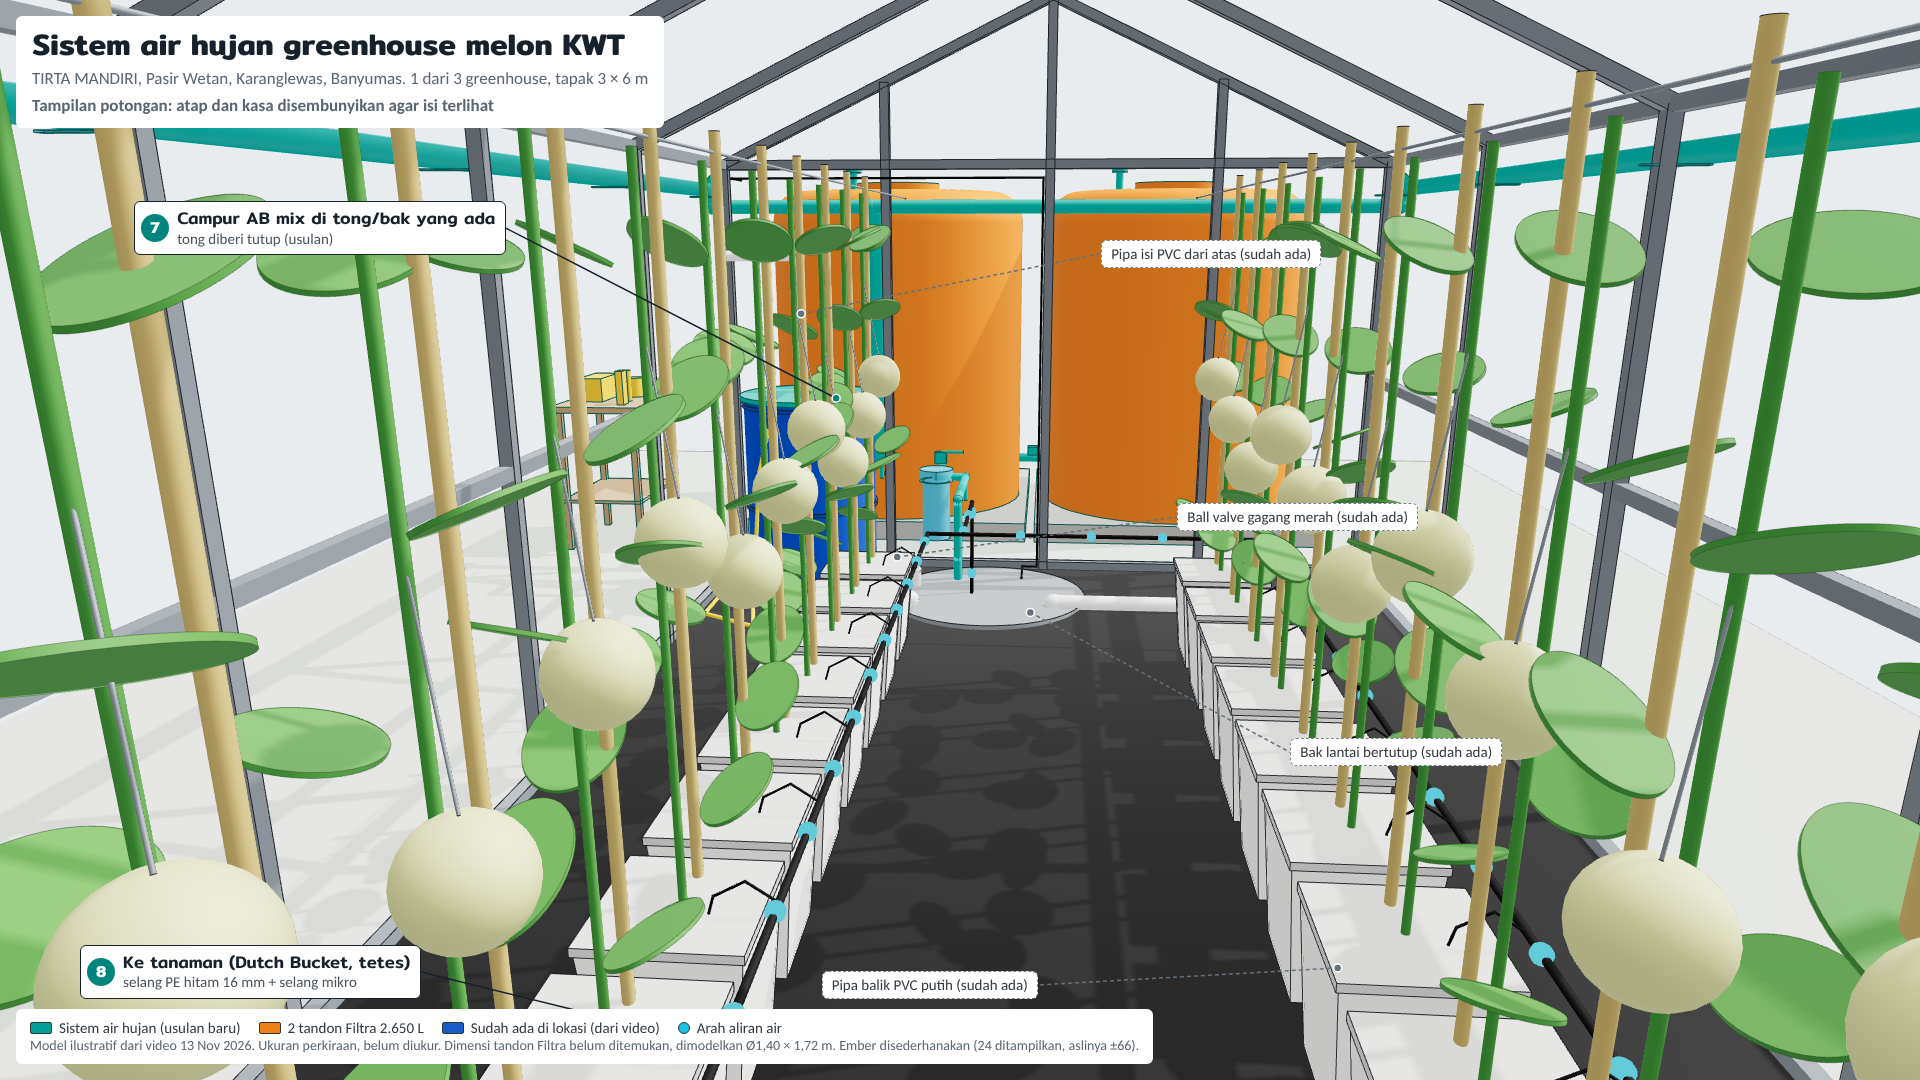 Sistem air hujan greenhouse melon KWT
TIRTA MANDIRI, Pasir Wetan, Karanglewas, Banyumas. 1 dari 3 greenhouse, tapak 3 × 6 m
Tampilan potongan: atap dan kasa disembunyikan agar isi terlihat
7 Campur AB mix di tong/bak yang ada
tong diberi tutup (usulan)
Pipa isi PVC dari atas (sudah ada)
Ball valve gagang merah (sudah ada)
Bak lantai bertutup (sudah ada)
8 Ke tanaman (Dutch Bucket, tetes)
selang PE hitam 16 mm + selang mikro
Pipa balik PVC putih (sudah ada)
Sistem air hujan (usulan baru) 2 tandon Filtra 2.650 L Sudah ada di lokasi (dari video) Arah aliran air
Model ilustratif dari video 13 Nov 2026. Ukuran perkiraan, belum diukur. Dimensi tandon Filtra belum ditemukan, dimodelkan Ø1,40 × 1,72 m. Ember disederhanakan (24 ditampilkan, aslinya ±66).